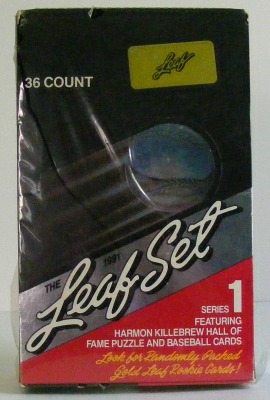 Leaf
36 COUNT
THE 1991
Leaf Set
SERIES 1
FEATURING
HARMON KILLEBREW HALL OF
FAME PUZZLE AND BASEBALL CARDS
Look for Randomly Packed
Gold Leaf Rookie Cards!